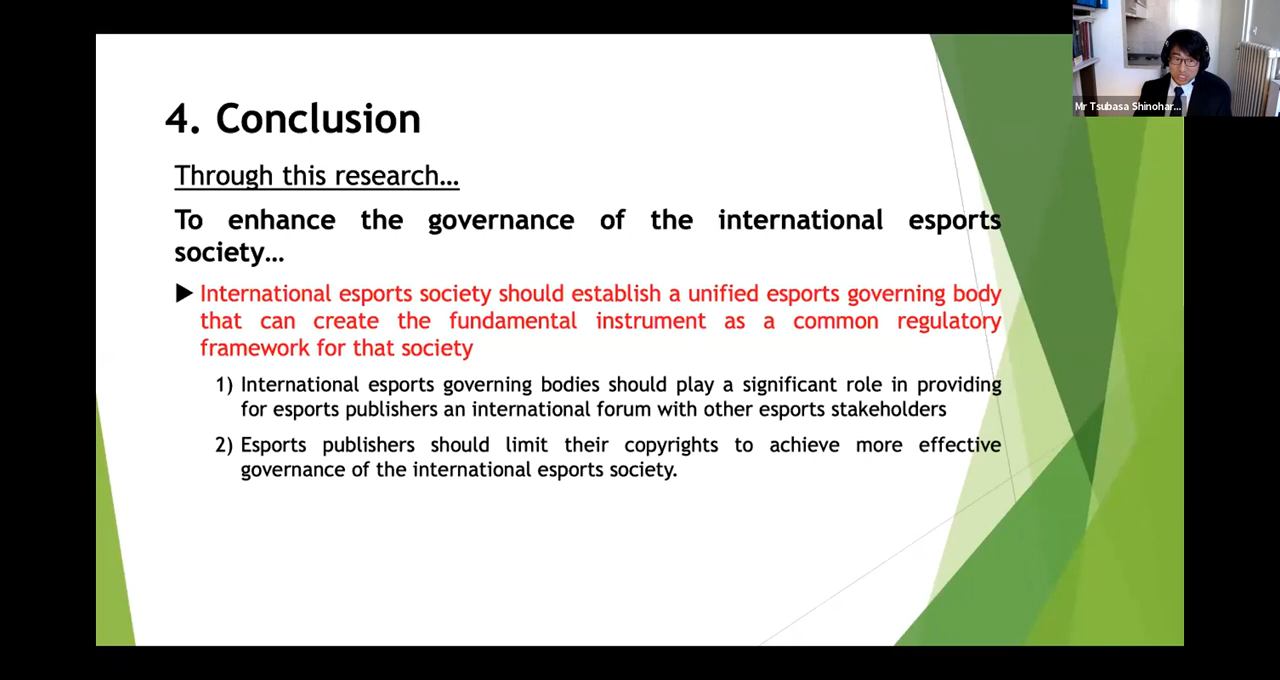 4. Conclusion
Through this research...
To enhance the governance of the international esports
society...
International esports society should establish a unified esports governing body
that can create the fundamental instrument as a common regulatory
framework for that society
1) International esports governing bodies should play a significant role in providing
for esports publishers an international forum with other esports stakeholders
2) Esports publishers should limit their copyrights to achieve more effective
governance of the international esports society.
Mr Tsubasa Shinohar...